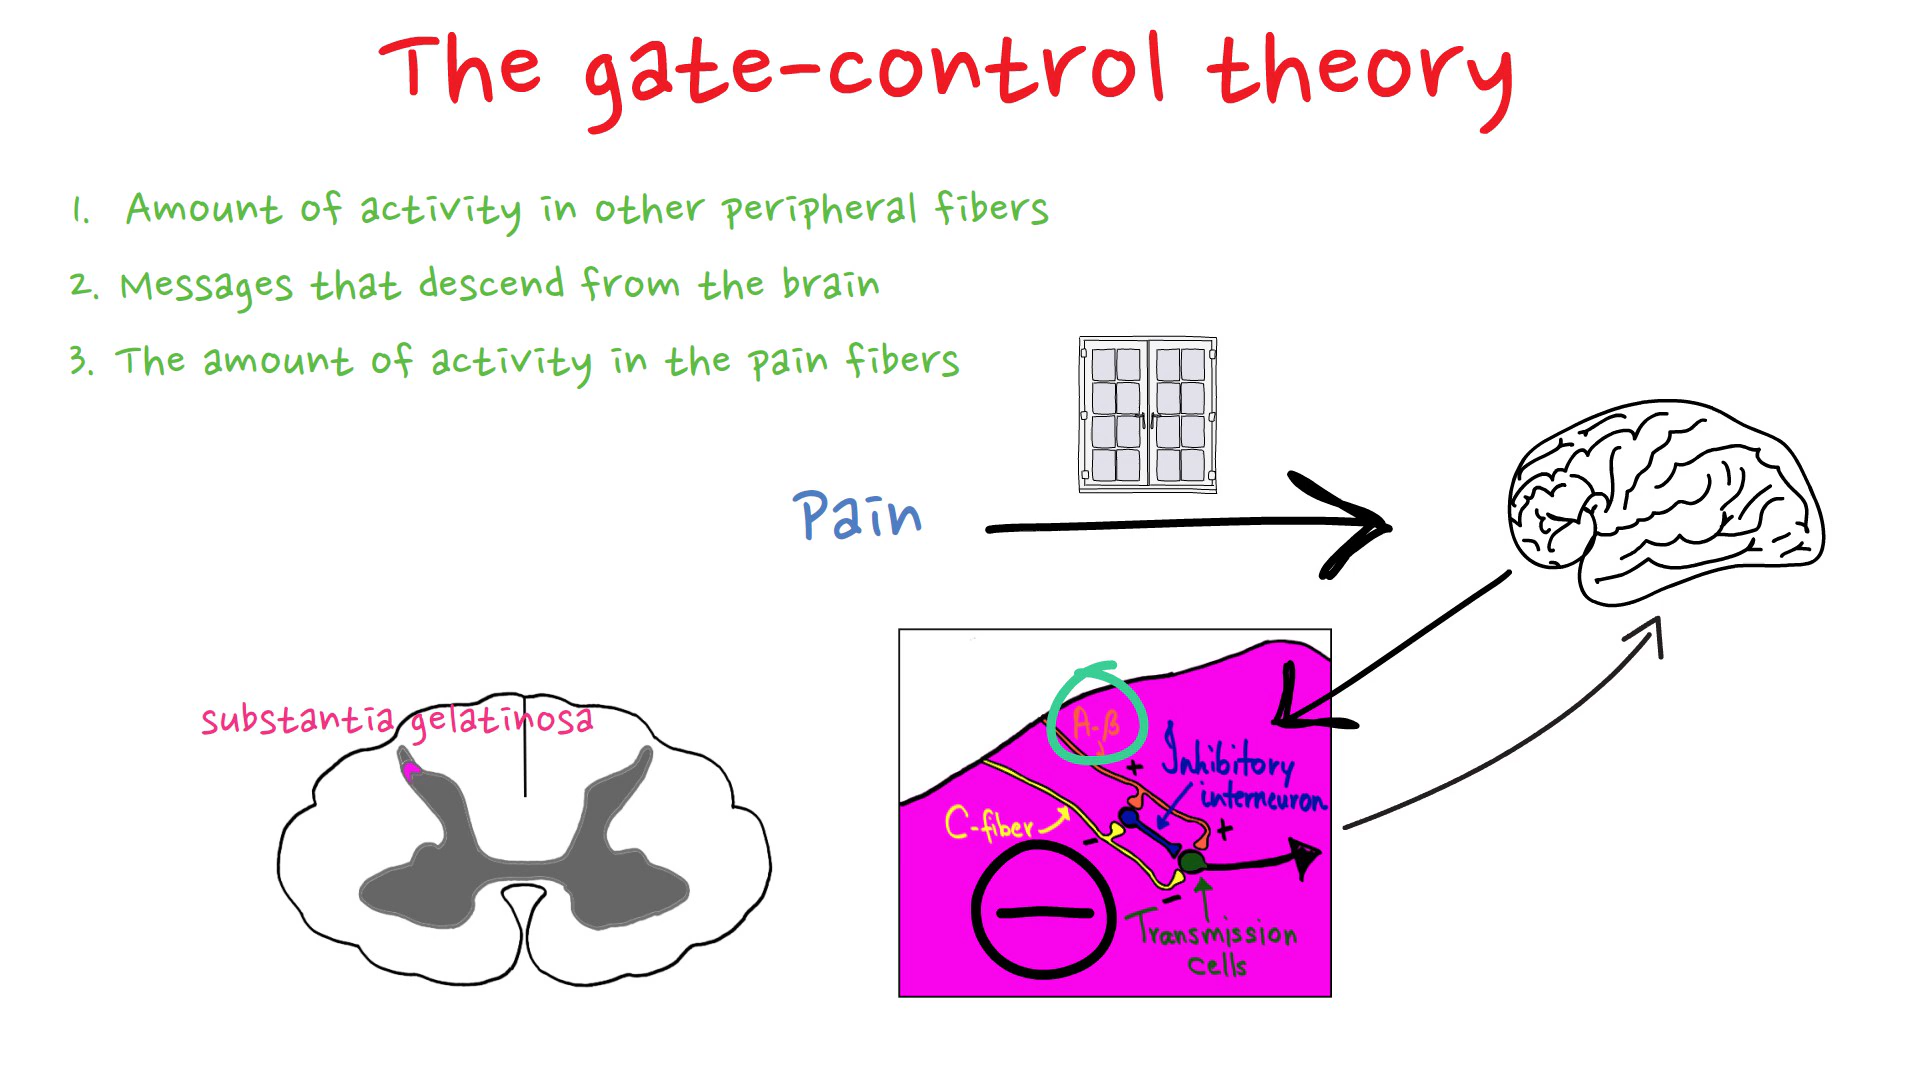 The gate-control theory
1. Amount of activity in other peripheral fibers
2. Messages that descend from the brain
3. The amount of activity in the pain fibers
Pain
substantia gelatinosa
A-β
+
Inhibitory
interneuron
C-fiber
+
-
-
Transmission
cells